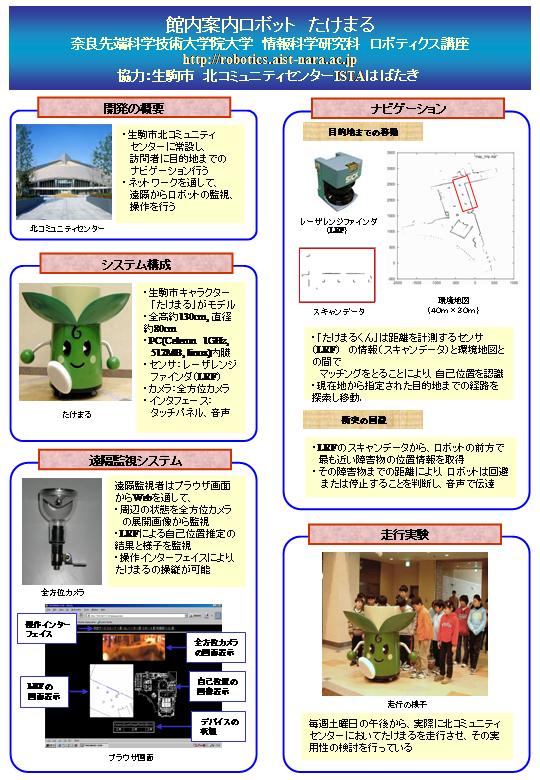 館内案内ロボット たけまる
奈良先端科学技術大学院大学 情報科学研究科 ロボティクス講座
http://robotics.aist-nara.ac.jp
協力:生駒市 北コミュニティセンターISTAはばたき
開発の概要
・生駒市北コミュニティ
センターに常設し、
訪問者に目的地までの
ナビゲーション行う
・ネットワークを通して、
遠隔からロボットの監視、
操作を行う
北コミュニティセンター
システム構成
・生駒市キャラクター
「たけまる」がモデル
・全高約130cm, 直径
約80cm
・PC(Celeron 1GHz,
512MB, linux)内臓
・センサ:レーザレンジ
ファインダ(LRF)
・カメラ:全方位カメラ
・インタフェース:
タッチパネル、音声
たけまる
遠隔監視システム
遠隔監視者はブラウザ画面
からWebを通して、
・周辺の状態を全方位カメラ
の展開画像から監視
・LRFによる自己位置推定の
結果と様子を監視
・操作インターフェイスにより、
たけまるの操縦が可能
全方位カメラ
操作インター
フェイス
全方位カメラ
の画面表示
LRFの
画面表示
自己位置の
画像表示
デバイスの
状態
ブラウザ画面
ナビゲーション
目的地までの移動
レーザレンジファインダ
(LRF)
スキャンデータ
環境地図
(40m×30m)
・「たけまるくん」は距離を計測するセンサ
(LRF) の情報(スキャンデータ)と環境地図と
の間で
マッチングをとることにより、自己位置を認識
・現在地から指定された目的地までの経路を
探索し移動.
衝突の回避
・LRFのスキャンデータから、ロボットの前方で
最も近い障害物の位置情報を取得
・その障害物までの距離により、ロボットは回避
または停止することを判断し、音声で伝達
走行実験
走行の様子
毎週土曜日の午後から、実際に北コミュニティ
センターにおいてたけまるを走行させ、その実
用性の検討を行っている